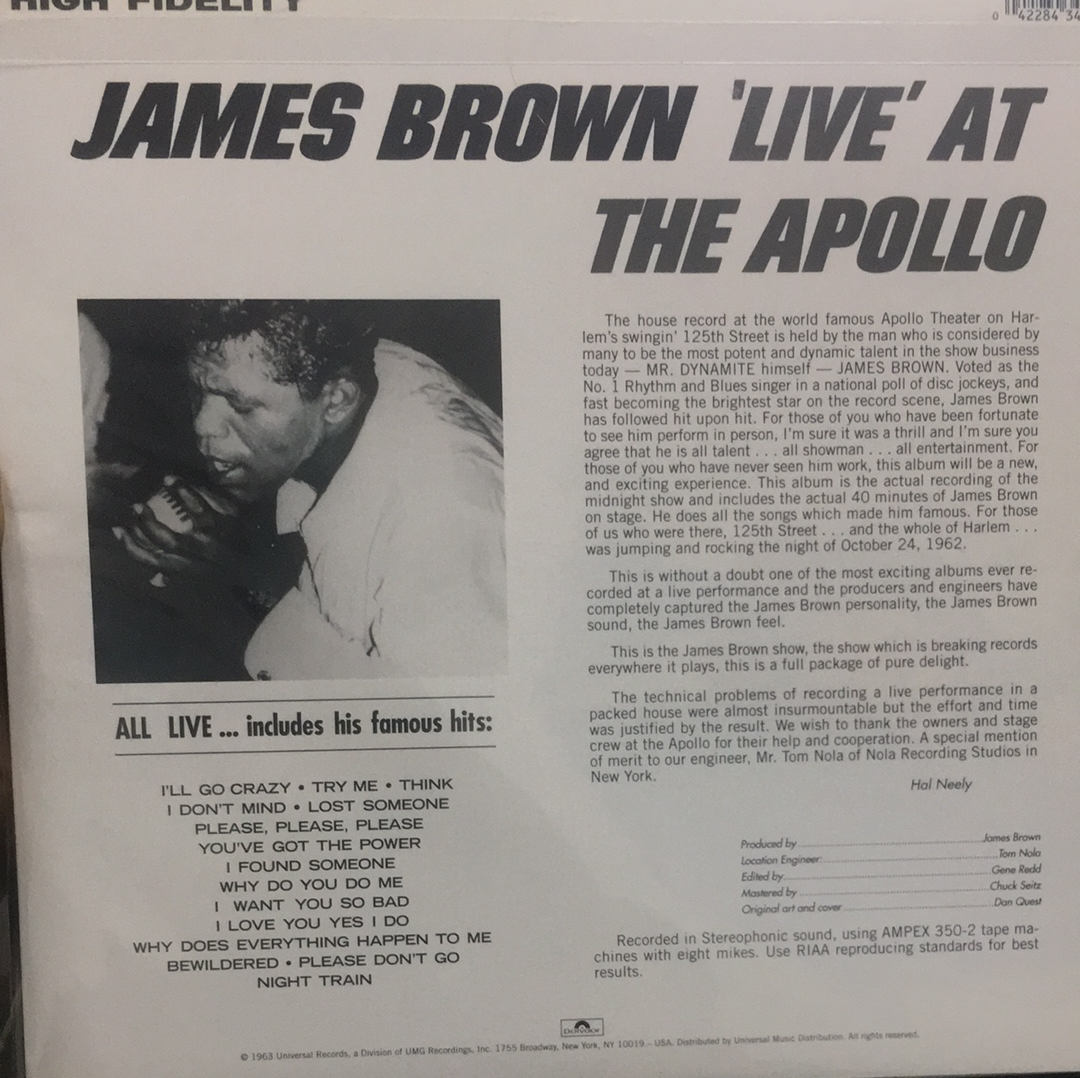 HIGH FIDELITY
0 42284 34
JAMES BROWN 'LIVE' AT
THE APOLLO
The house record at the world famous Apollo Theater on Har-
lem's swingin' 125th Street is held by the man who is considered by
many to be the most potent and dynamic talent in the show business
today — MR. DYNAMITE himself — JAMES BROWN. Voted as the
No. 1 Rhythm and Blues singer in a national poll of disc jockeys, and
fast becoming the brightest star on the record scene, James Brown
has followed hit upon hit. For those of you who have been fortunate
to see him perform in person, I'm sure it was a thrill and I'm sure you
agree that he is all talent . . . all showman . . . all entertainment. For
those of you who have never seen him work, this album will be a new,
and exciting experience. This album is the actual recording of the
midnight show and includes the actual 40 minutes of James Brown
on stage. He does all the songs which made him famous. For those
of us who were there, 125th Street . . . and the whole of Harlem . . .
was jumping and rocking the night of October 24, 1962.
This is without a doubt one of the most exciting albums ever re-
corded at a live performance and the producers and engineers have
completely captured the James Brown personality, the James Brown
sound, the James Brown feel.
This is the James Brown show, the show which is breaking records
everywhere it plays, this is a full package of pure delight.
The technical problems of recording a live performance in a
packed house were almost insurmountable but the effort and time
was justified by the result. We wish to thank the owners and stage
crew at the Apollo for their help and cooperation. A special mention
of merit to our engineer, Mr. Tom Nola of Nola Recording Studios in
New York.
Hal Neely
ALL LIVE ... includes his famous hits:
I'LL GO CRAZY • TRY ME • THINK
I DON'T MIND • LOST SOMEONE
PLEASE, PLEASE, PLEASE
YOU'VE GOT THE POWER
I FOUND SOMEONE
WHY DO YOU DO ME
I WANT YOU SO BAD
I LOVE YOU YES I DO
WHY DOES EVERYTHING HAPPEN TO ME
BEWILDERED • PLEASE DON'T GO
NIGHT TRAIN
Produced by James Brown
Location Engineer: Tom Nola
Edited by Gene Redd
Mastered by Chuck Seitz
Original art and cover Dan Quest
Recorded in Stereophonic sound, using AMPEX 350-2 tape ma-
chines with eight mikes. Use RIAA reproducing standards for best
results.
Polydor
© 1963 Universal Records, a Division of UMG Recordings, Inc. 1755 Broadway, New York, NY 10019 – USA. Distributed by Universal Music Distribution. All rights reserved.